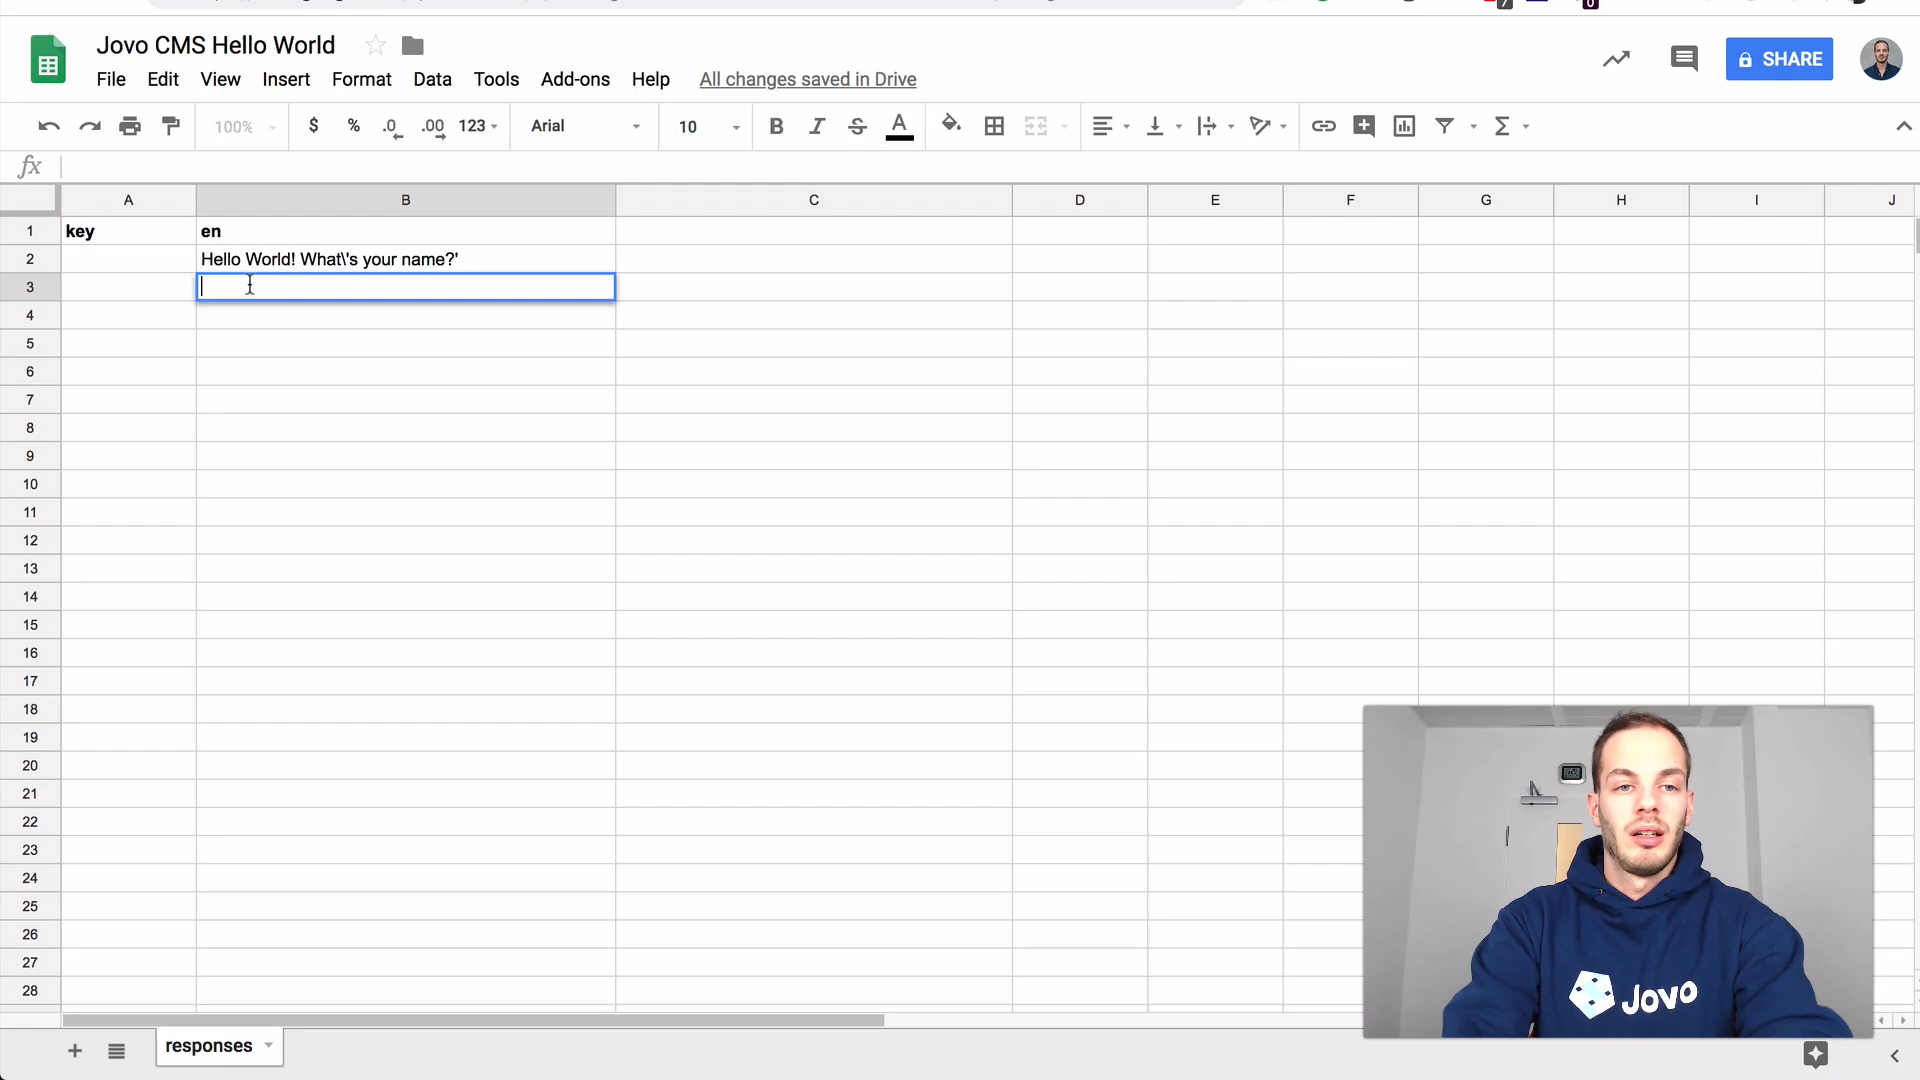 Jovo CMS Hello World
File Edit View Insert Format Data Tools Add-ons Help All changes saved in Drive
SHARE
100% $ % .0 .00 123 Arial 10 B I S A Σ
fx
A B C D E F G H I J
1 key en
2 Hello World! What\'s your name?'
3
4
5
6
7
8
9
10
11
12
13
14
15
16
17
18
19
20
21
22
23
24
25
26
27
28
Jovo
responses